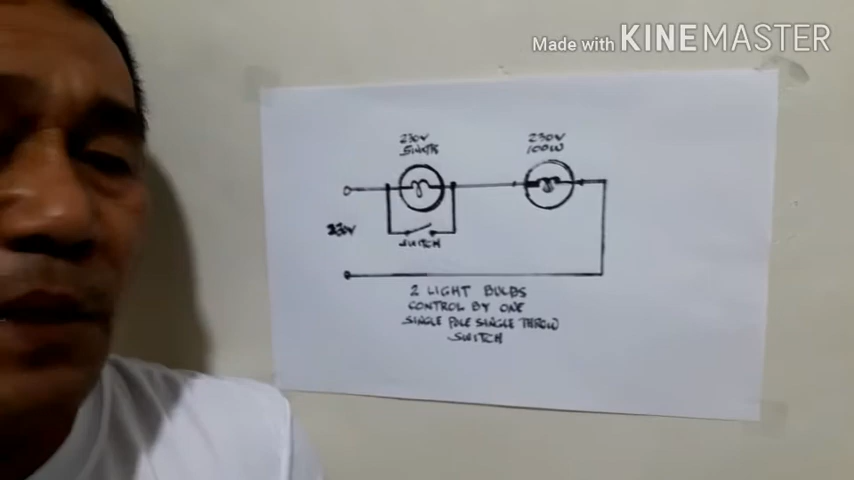 Made with KINEMASTER
230V
5WATTS
230V
100W
230V
SWITCH
2 LIGHT BULBS
CONTROL BY ONE
SINGLE POLE SINGLE THROW
SWITCH